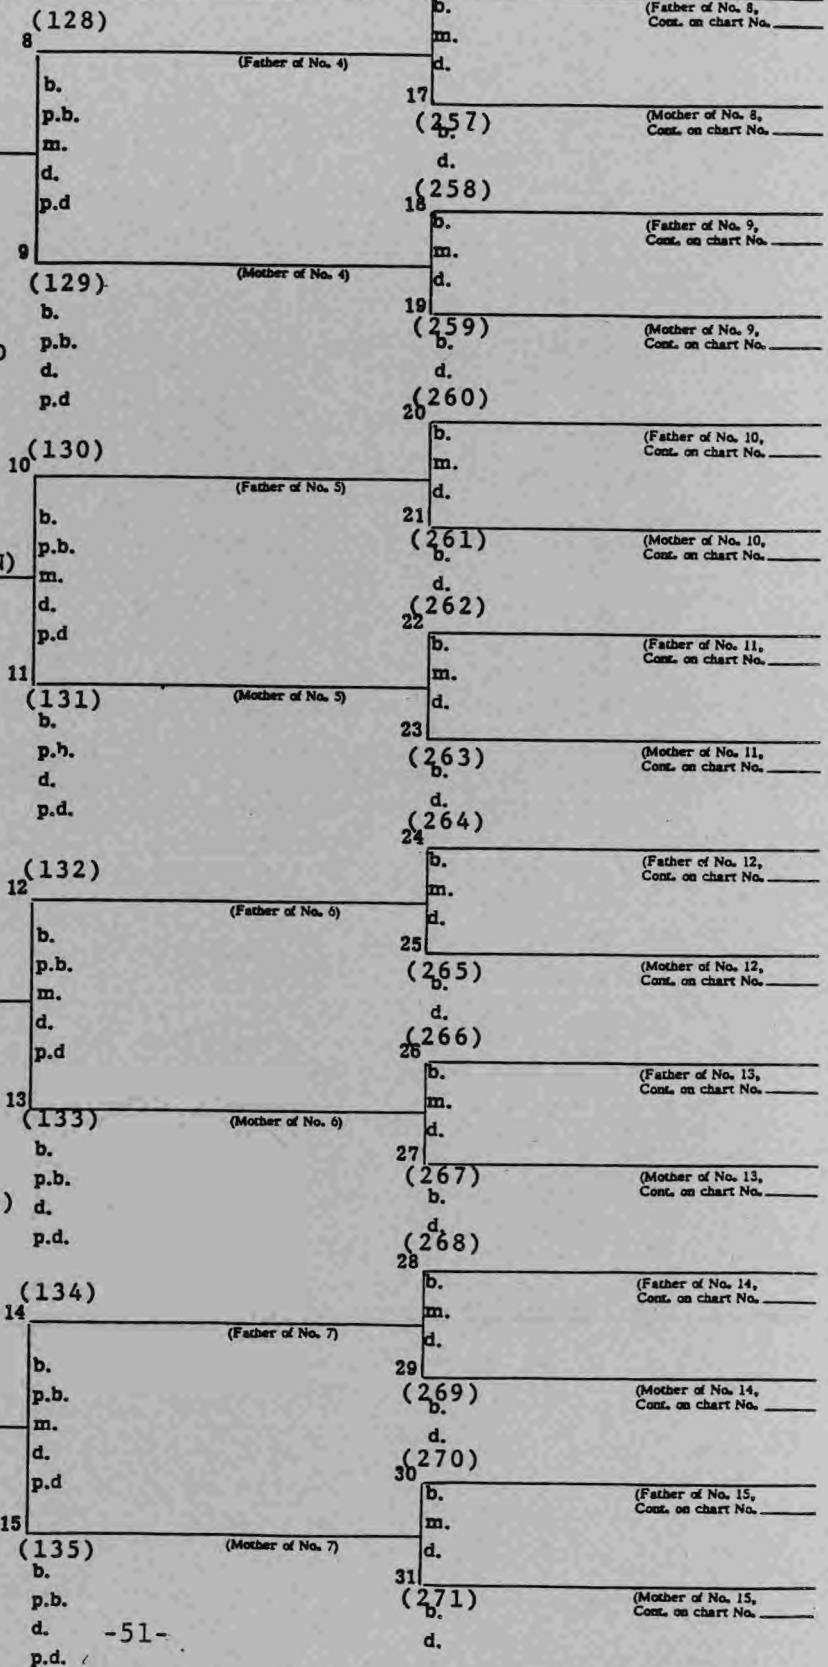 (128)
8
(Father of No. 4)
b.
p.b.
m.
d.
p.d
9
(Mother of No. 4)
(129)
b.
p.b.
d.
p.d
10 (130)
(Father of No. 5)
b.
p.b.
m.
d.
p.d
11
(Mother of No. 5)
(131)
b.
p.b.
d.
p.d.
12 (132)
(Father of No. 6)
b.
p.b.
m.
d.
p.d
13
(Mother of No. 6)
(133)
b.
p.b.
) d.
p.d.
14 (134)
(Father of No. 7)
b.
p.b.
m.
d.
p.d
15
(Mother of No. 7)
(135)
b.
p.b.
d.
p.d.
-51-
b.
m.
d.
(Father of No. 8,
Cont. on chart No.
17
(257)
b.
d.
(Mother of No. 8,
Cont. on chart No.
(258)
18
b.
m.
d.
(Father of No. 9,
Cont. on chart No.
19
(259)
b.
d.
(Mother of No. 9,
Cont. on chart No.
(260)
20
b.
m.
d.
(Father of No. 10,
Cont. on chart No.
21
(261)
b.
d.
(Mother of No. 10,
Cont. on chart No.
(262)
22
b.
m.
d.
(Father of No. 11,
Cont. on chart No.
23
(263)
b.
d.
(Mother of No. 11,
Cont. on chart No.
(264)
24
b.
m.
d.
(Father of No. 12,
Cont. on chart No.
25
(265)
b.
d.
(Mother of No. 12,
Cont. on chart No.
(266)
26
b.
m.
d.
(Father of No. 13,
Cont. on chart No.
27
(267)
b.
d.
(Mother of No. 13,
Cont. on chart No.
(268)
28
b.
m.
d.
(Father of No. 14,
Cont. on chart No.
29
(269)
b.
d.
(Mother of No. 14,
Cont. on chart No.
(270)
30
b.
m.
d.
(Father of No. 15,
Cont. on chart No.
31
(271)
b.
d.
(Mother of No. 15,
Cont. on chart No.